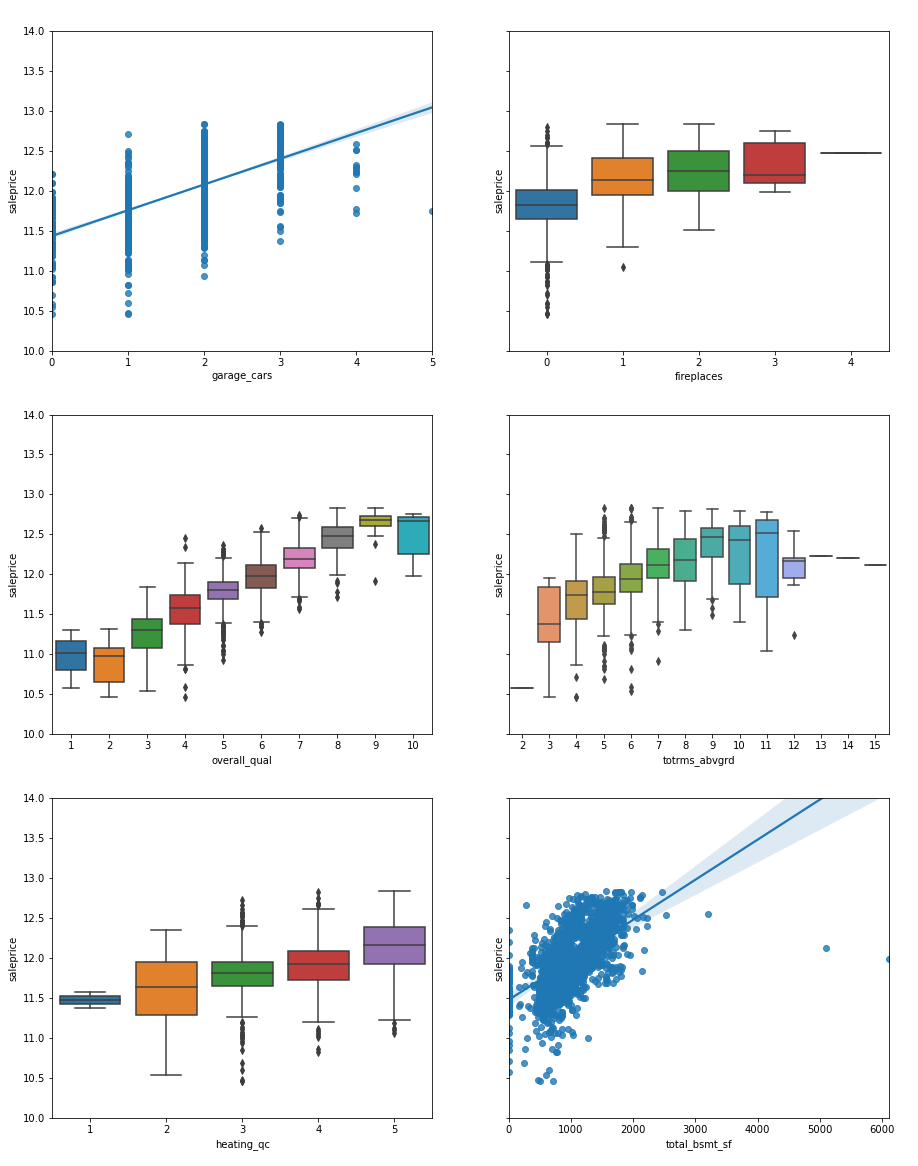 14.0
13.5
13.0
12.5
12.0
11.5
11.0
10.5
10.0
saleprice
0 1 2 3 4 5
garage_cars
saleprice
0 1 2 3 4
fireplaces
14.0
13.5
13.0
12.5
12.0
11.5
11.0
10.5
10.0
saleprice
1 2 3 4 5 6 7 8 9 10
overall_qual
saleprice
2 3 4 5 6 7 8 9 10 11 12 13 14 15
totrms_abvgrd
14.0
13.5
13.0
12.5
12.0
11.5
11.0
10.5
10.0
saleprice
1 2 3 4 5
heating_qc
saleprice
0 1000 2000 3000 4000 5000 6000
total_bsmt_sf